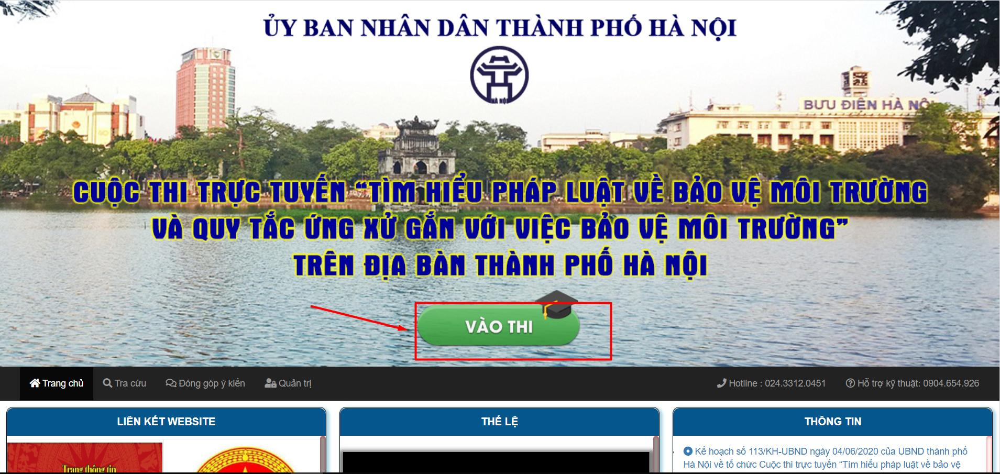 ỦY BAN NHÂN DÂN THÀNH PHỐ HÀ NỘI
HÀ NỘI
BƯU ĐIỆN HÀ NỘI
CUỘC THI TRỰC TUYẾN “TÌM HIỂU PHÁP LUẬT VỀ BẢO VỆ MÔI TRƯỜNG
VÀ QUY TẮC ỨNG XỬ GẮN VỚI VIỆC BẢO VỆ MÔI TRƯỜNG”
TRÊN ĐỊA BÀN THÀNH PHỐ HÀ NỘI
VÀO THI
Trang chủ Tra cứu Đóng góp ý kiến Quản trị Hotline : 024.3312.0451 Hỗ trợ kỹ thuật: 0904.654.926
LIÊN KẾT WEBSITE
Trang thông tin
THỂ LỆ
THÔNG TIN
Kế hoạch số 113/KH-UBND ngày 04/06/2020 của UBND thành phố
Hà Nội về tổ chức Cuộc thi trực tuyến “Tìm hiểu pháp luật về bảo vệ